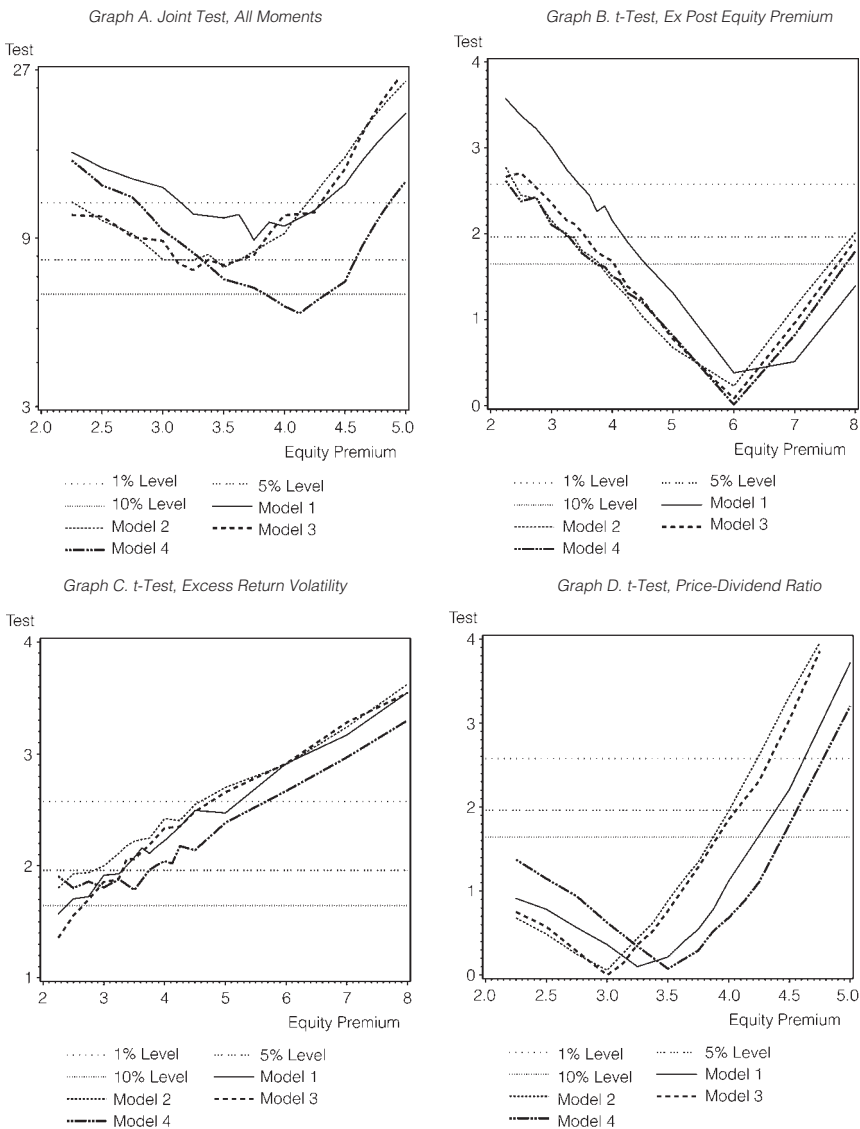 Graph A. Joint Test, All Moments
Test
27
9
3
2.0 2.5 3.0 3.5 4.0 4.5 5.0
Equity Premium
1% Level 5% Level
10% Level Model 1
Model 2 Model 3
Model 4
Graph B. t-Test, Ex Post Equity Premium
Test
4
3
2
1
0
2 3 4 5 6 7 8
Equity Premium
1% Level 5% Level
10% Level Model 1
Model 2 Model 3
Model 4
Graph C. t-Test, Excess Return Volatility
Test
4
3
2
1
2 3 4 5 6 7 8
Equity Premium
1% Level 5% Level
10% Level Model 1
Model 2 Model 3
Model 4
Graph D. t-Test, Price-Dividend Ratio
Test
4
3
2
1
0
2.0 2.5 3.0 3.5 4.0 4.5 5.0
Equity Premium
1% Level 5% Level
10% Level Model 1
Model 2 Model 3
Model 4